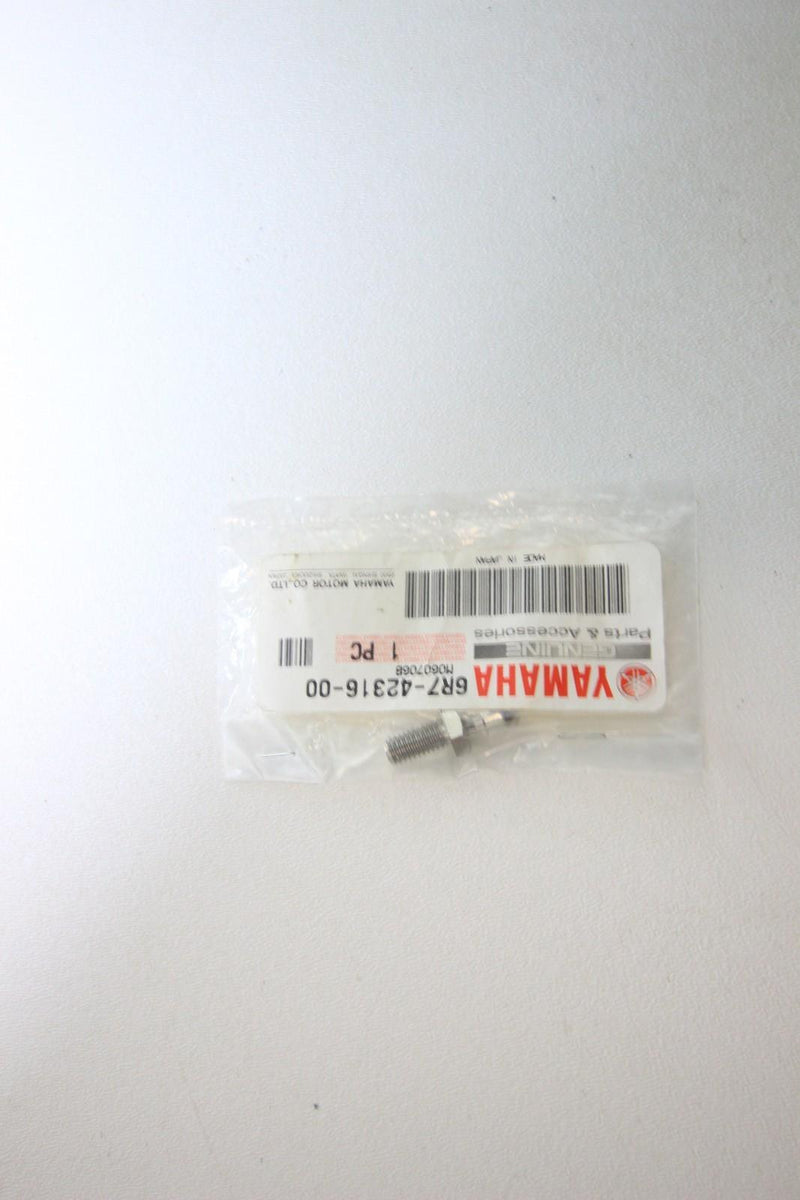 YAMAHA 6R7-42316-00
M0607068
GENUINE 1 PC
Parts & Accessories
YAMAHA MOTOR CO.,LTD.
MADE IN JAPAN